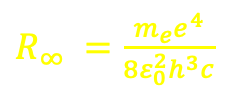 R∞ = mₑe⁴ / 8ε₀²h³c